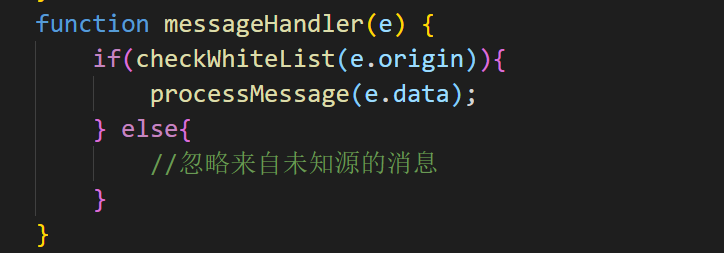 function messageHandler(e) {
if(checkWhiteList(e.origin)){
processMessage(e.data);
} else{
//忽略来自未知源的消息
}
}